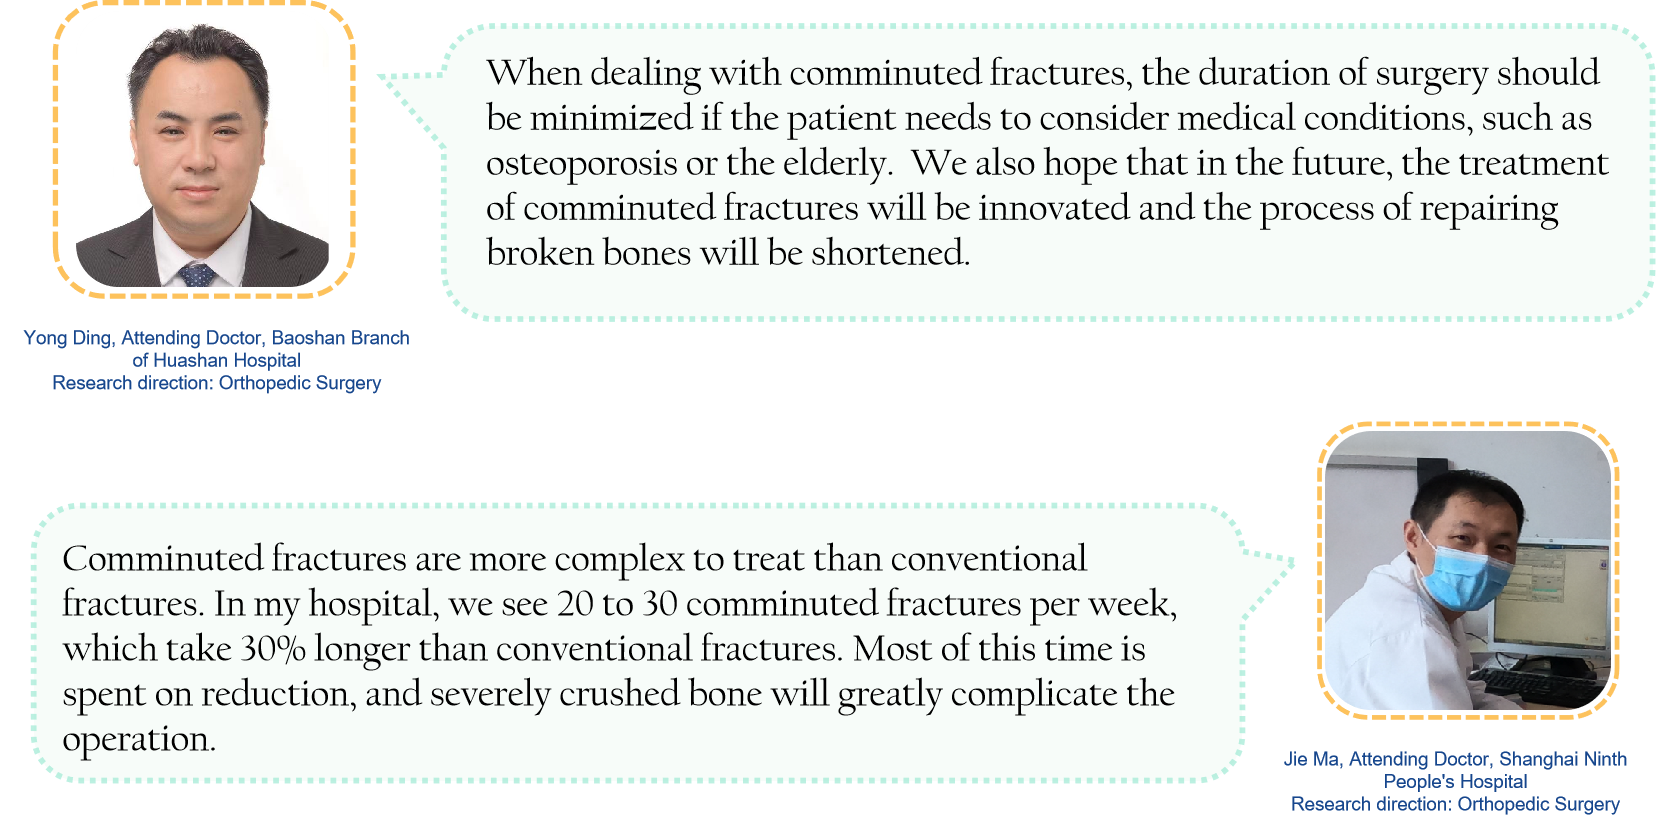 When dealing with comminuted fractures, the duration of surgery should
be minimized if the patient needs to consider medical conditions, such as
osteoporosis or the elderly.  We also hope that in the future, the treatment
of comminuted fractures will be innovated and the process of repairing
broken bones will be shortened.
Yong Ding, Attending Doctor, Baoshan Branch
of Huashan Hospital
Research direction: Orthopedic Surgery
Comminuted fractures are more complex to treat than conventional
fractures. In my hospital, we see 20 to 30 comminuted fractures per week,
which take 30% longer than conventional fractures. Most of this time is
spent on reduction, and severely crushed bone will greatly complicate the
operation.
Jie Ma, Attending Doctor, Shanghai Ninth
People's Hospital
Research direction: Orthopedic Surgery